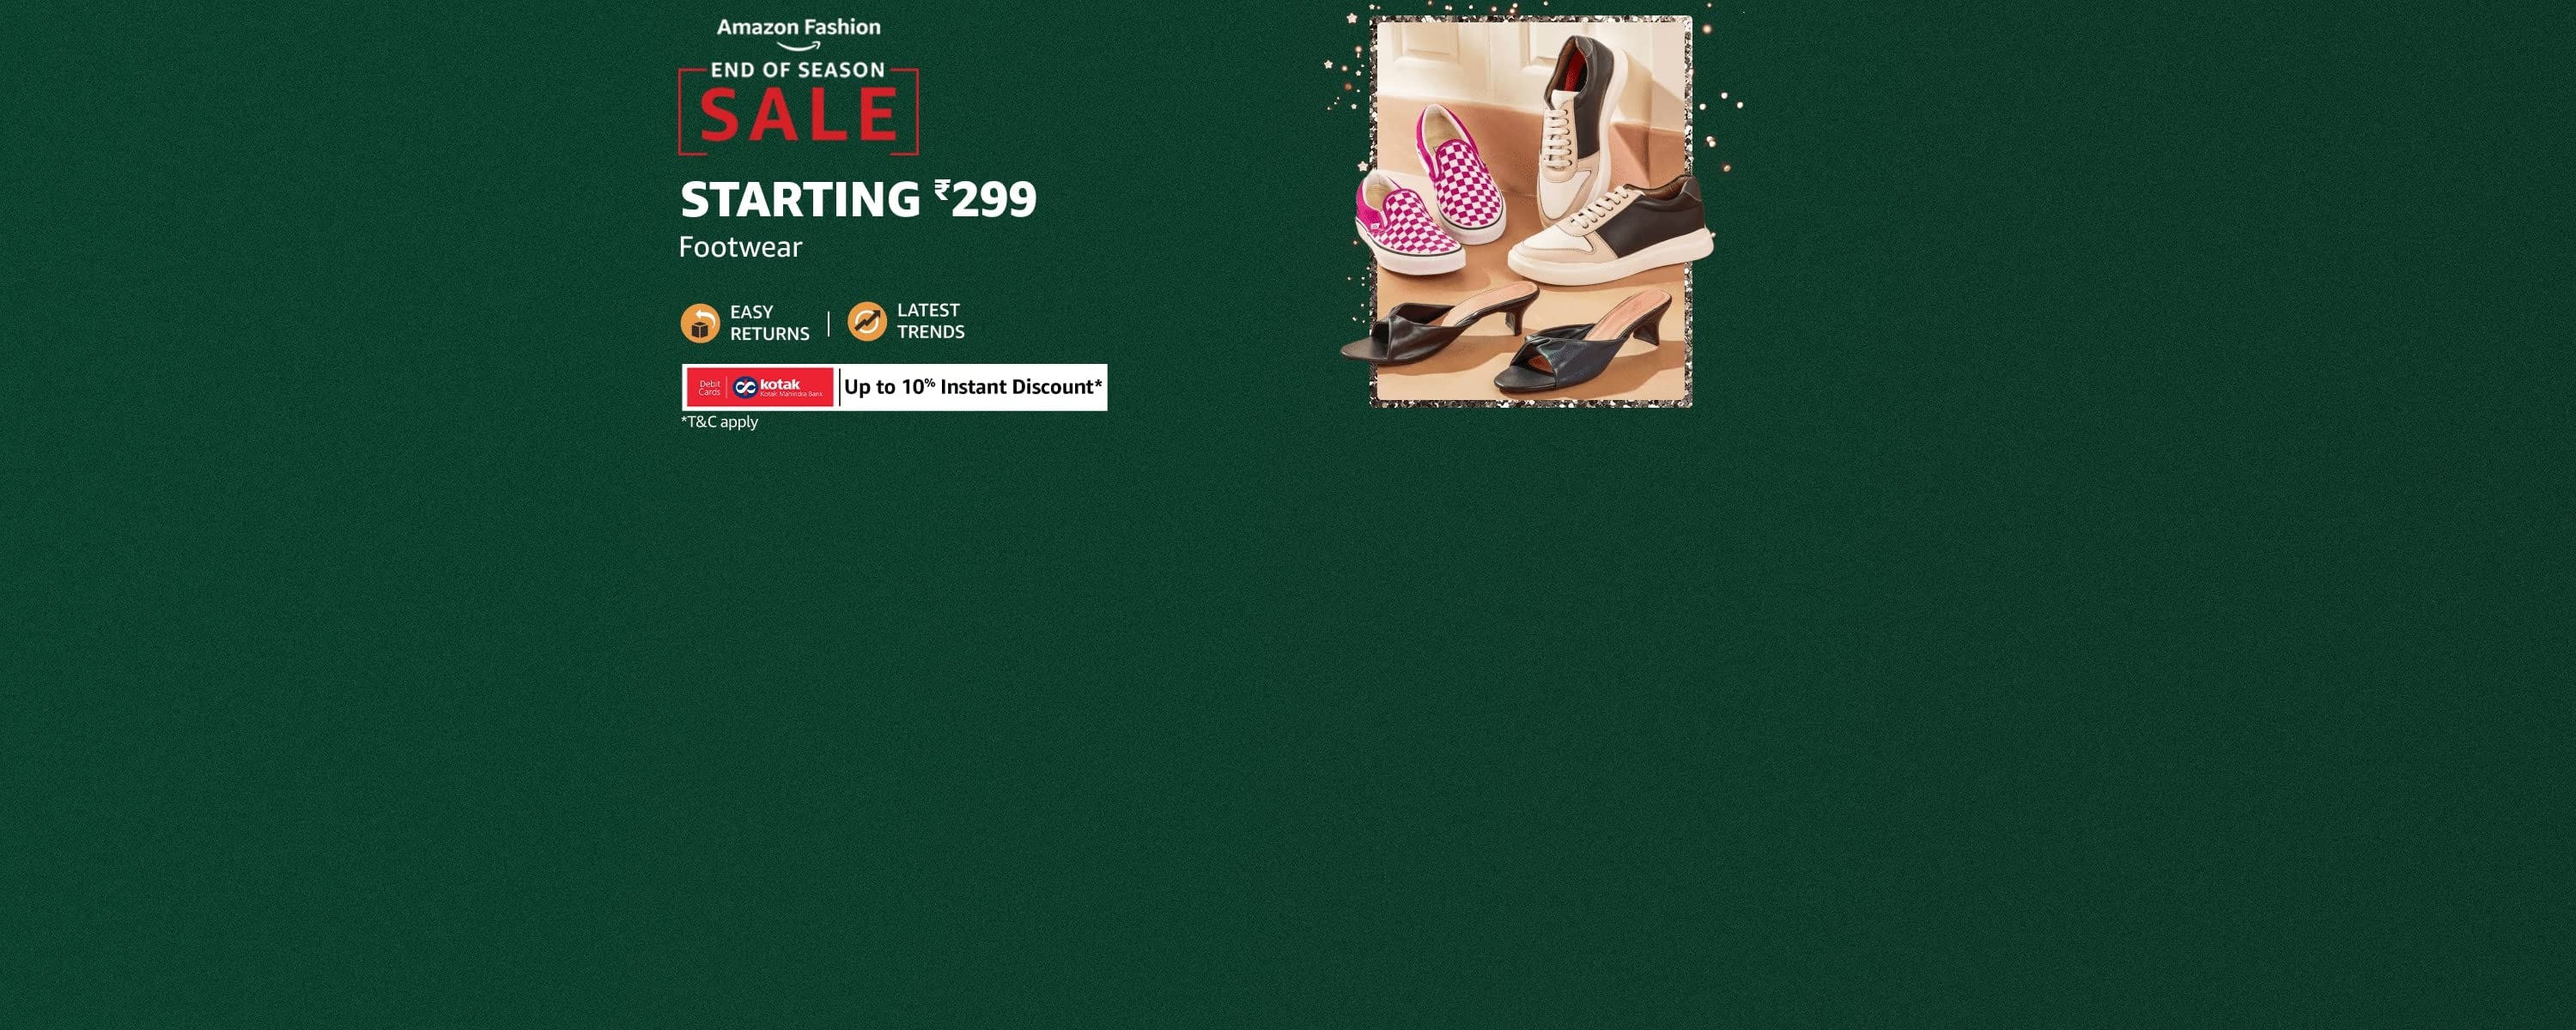 Amazon Fashion
END OF SEASON
SALE
STARTING ₹299
Footwear
EASY
RETURNS
LATEST
TRENDS
Debit
Cards
kotak
Kotak Mahindra Bank
Up to 10% Instant Discount*
*T&C apply